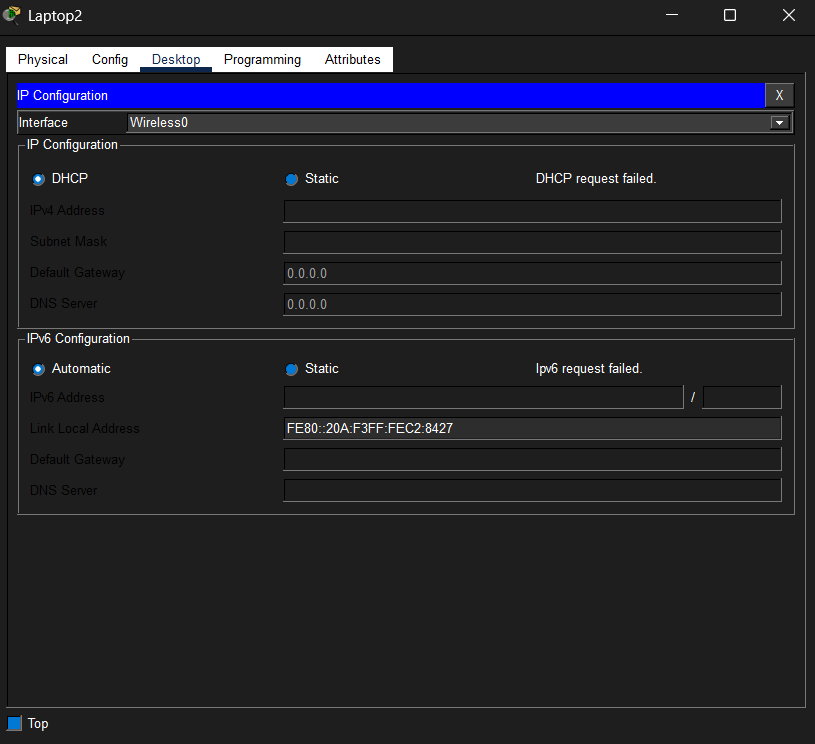 Laptop2
Physical Config Desktop Programming Attributes
IP Configuration X
Interface Wireless0
IP Configuration
DHCP Static DHCP request failed.
IPv4 Address
Subnet Mask
Default Gateway 0.0.0.0
DNS Server 0.0.0.0
IPv6 Configuration
Automatic Static Ipv6 request failed.
IPv6 Address /
Link Local Address FE80::20A:F3FF:FEC2:8427
Default Gateway
DNS Server
Top